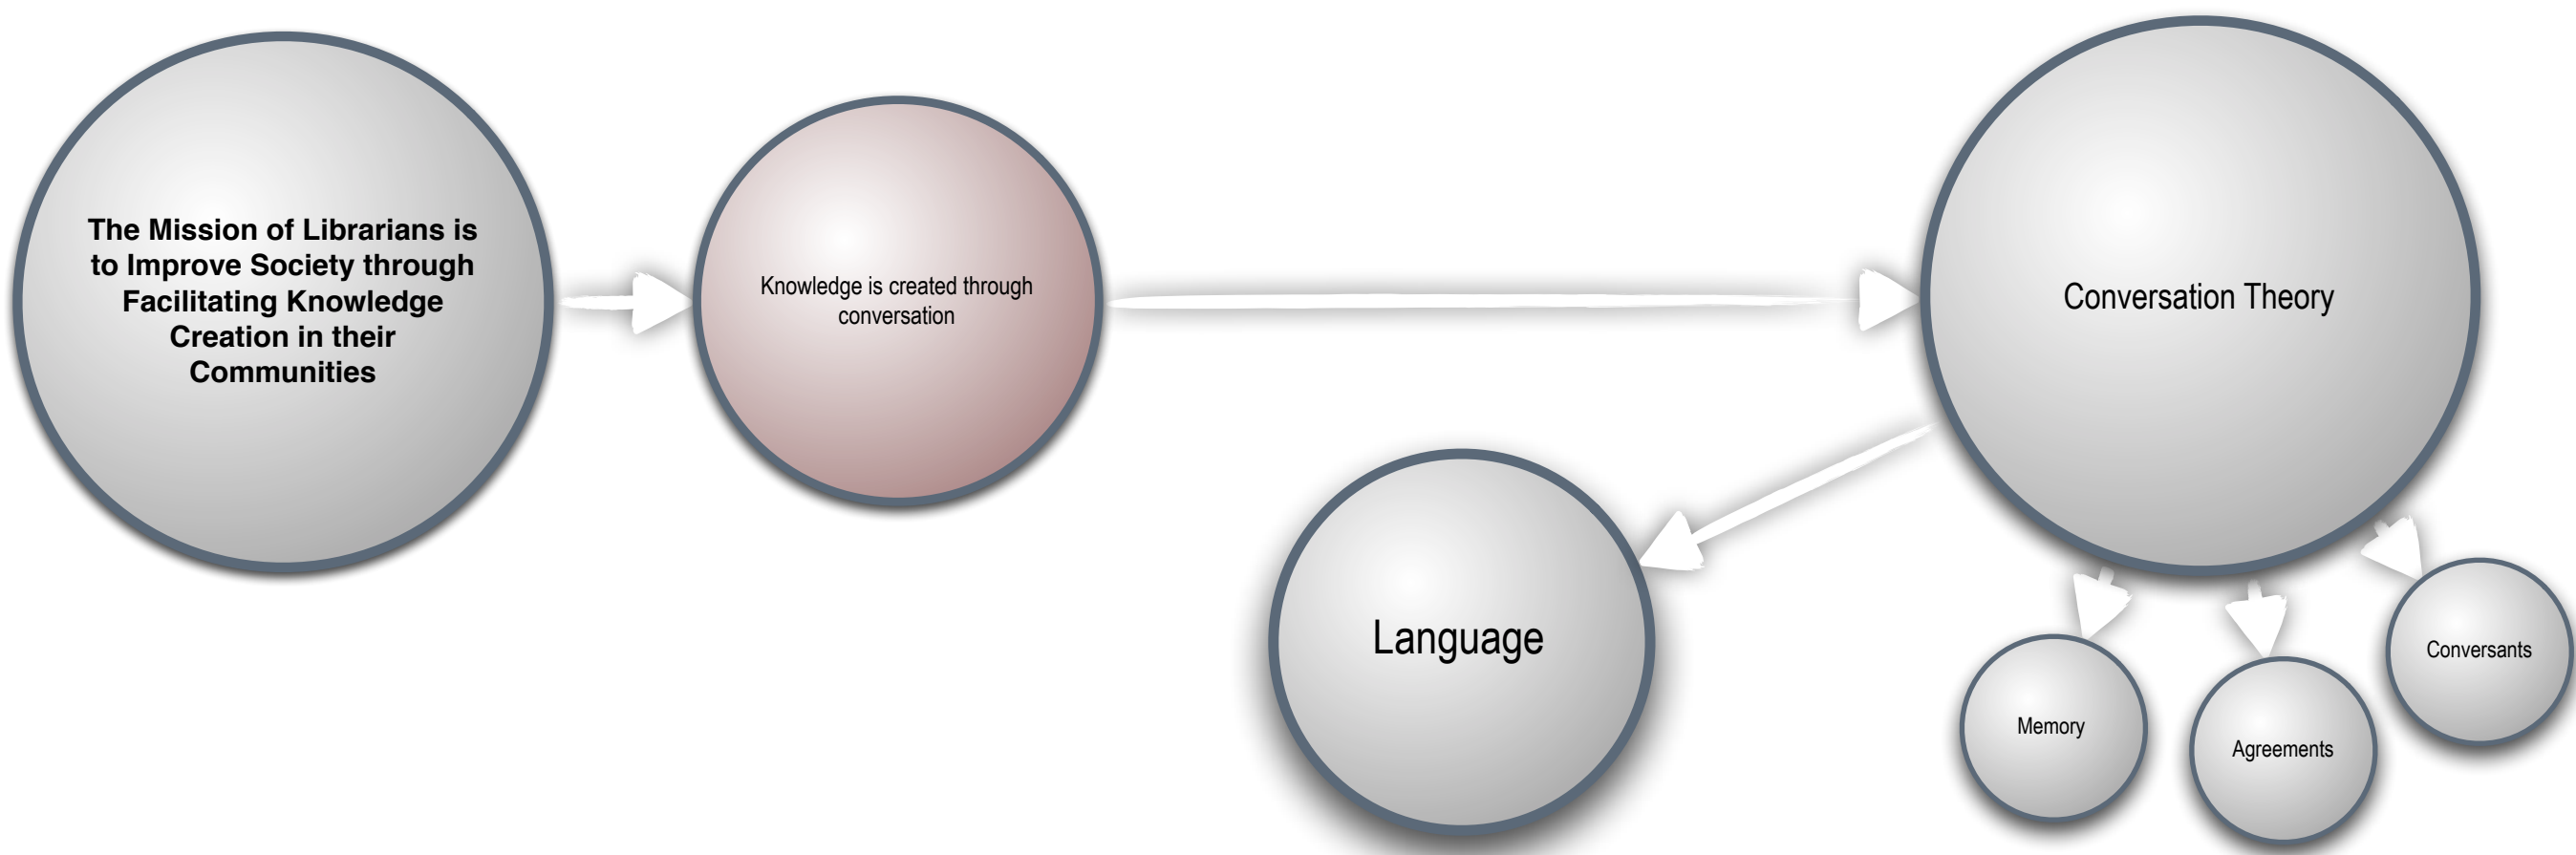 The Mission of Librarians is
to Improve Society through
Facilitating Knowledge
Creation in their
Communities
Knowledge is created through
conversation
Conversation Theory
Language
Memory
Agreements
Conversants